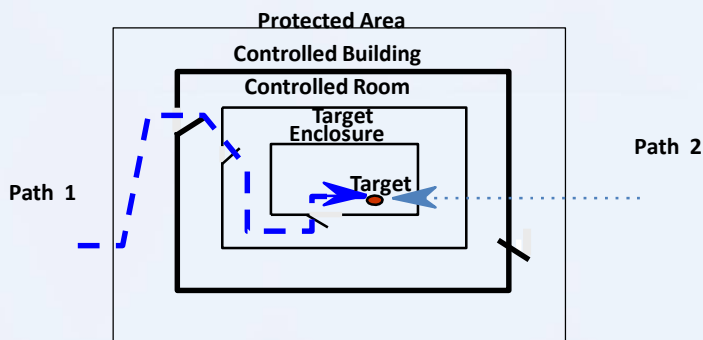 Protected Area
Controlled Building
Controlled Room
Target
Enclosure
Path 2
Target
Path 1